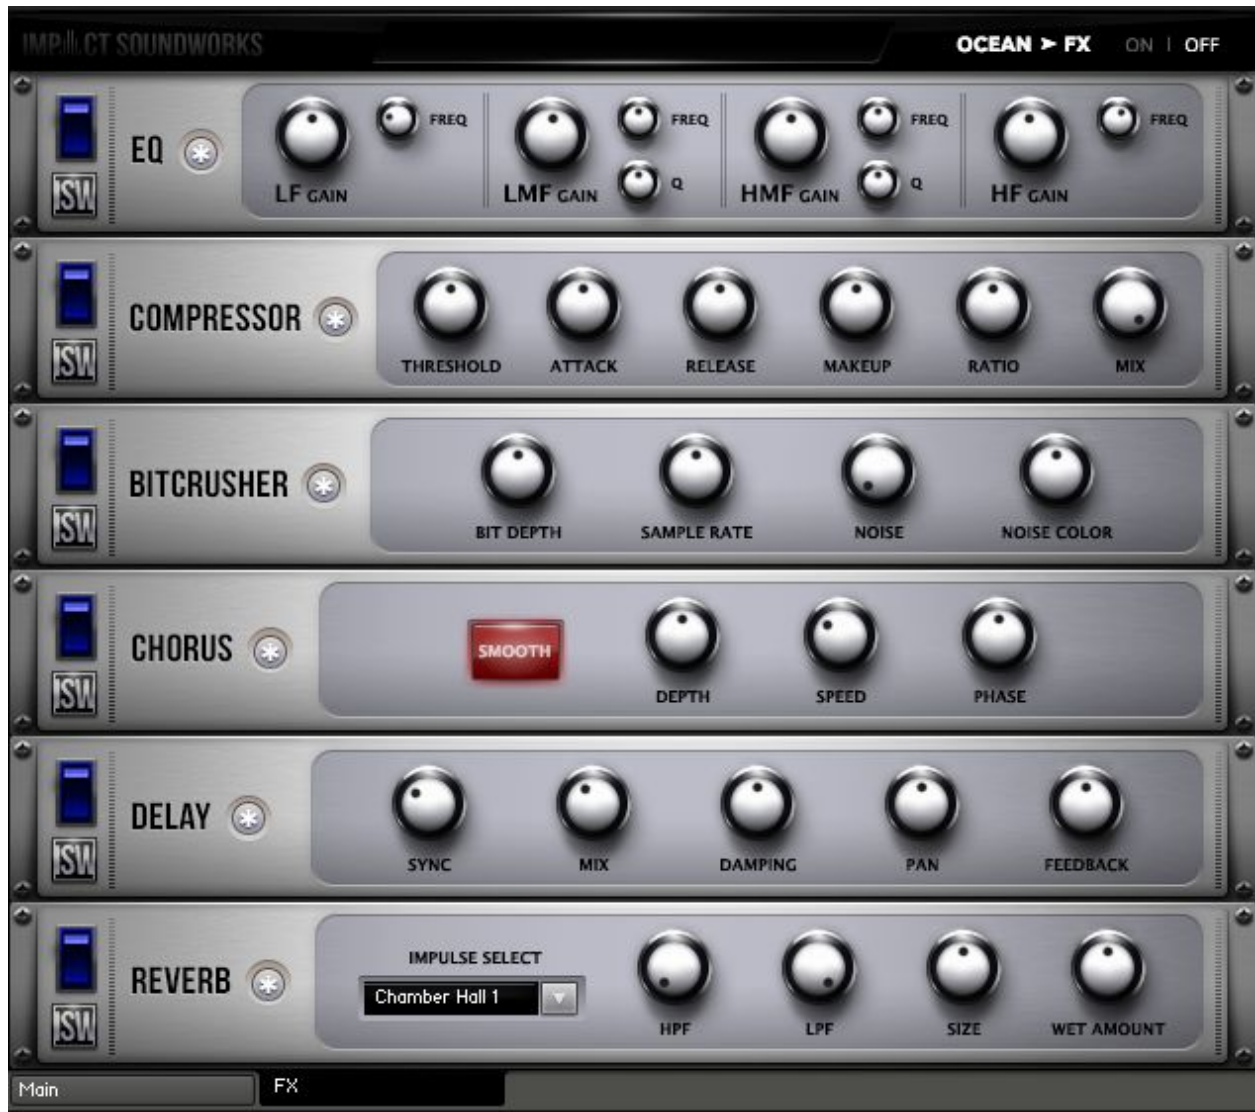 IMPACT SOUNDWORKS
OCEAN ➤ FX ON | OFF
EQ
FREQ
LF GAIN
FREQ
Q
LMF GAIN
FREQ
Q
HMF GAIN
FREQ
HF GAIN
ISW
COMPRESSOR
THRESHOLD ATTACK RELEASE MAKEUP RATIO MIX
ISW
BITCRUSHER
BIT DEPTH SAMPLE RATE NOISE NOISE COLOR
ISW
CHORUS
SMOOTH
DEPTH SPEED PHASE
ISW
DELAY
SYNC MIX DAMPING PAN FEEDBACK
ISW
REVERB
IMPULSE SELECT
Chamber Hall 1
HPF LPF SIZE WET AMOUNT
ISW
Main FX